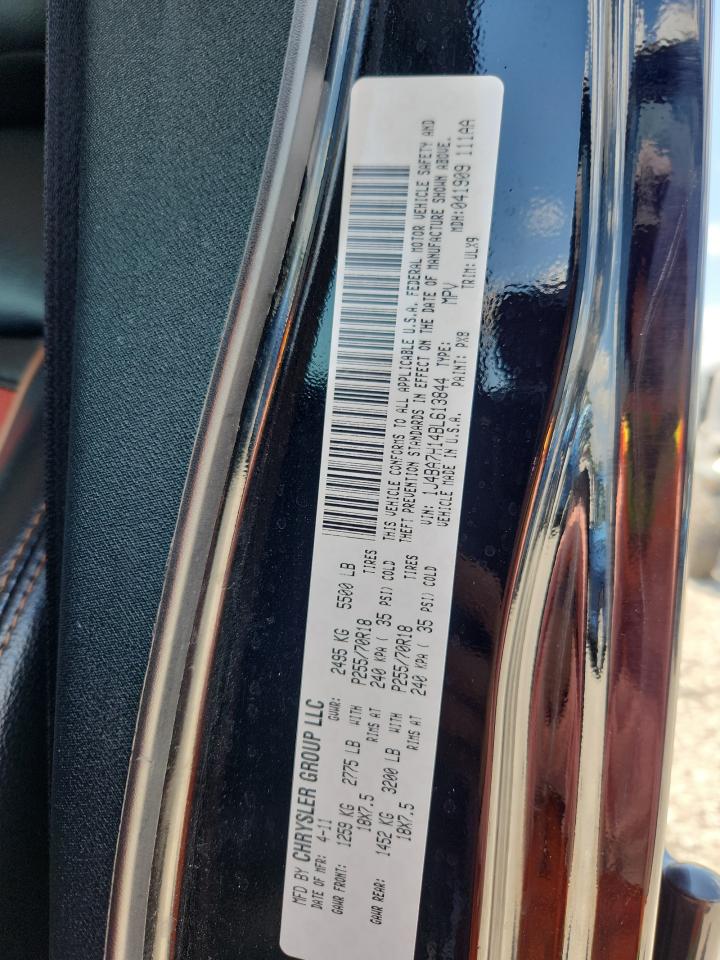 MFD BY CHRYSLER GROUP LLC
DATE OF MFR: 4-11 GVWR: 2495 KG 5500 LB
GAWR FRONT: 1259 KG 2775 LB WITH P255/70R18 TIRES
18X7.5 RIMS AT 240 KPA ( 35 PSI) COLD
GAWR REAR: 1452 KG 3200 LB WITH P255/70R18 TIRES
18X7.5 RIMS AT 240 KPA ( 35 PSI) COLD
THIS VEHICLE CONFORMS TO ALL APPLICABLE U.S.A. FEDERAL MOTOR VEHICLE SAFETY AND
THEFT PREVENTION STANDARDS IN EFFECT ON THE DATE OF MANUFACTURE SHOWN ABOVE.
VIN: 1J4BA7H14BL613844 TYPE: MPV MDH:041909 111AA
VEHICLE MADE IN U.S.A. PAINT: PX8 TRIM: ULX9